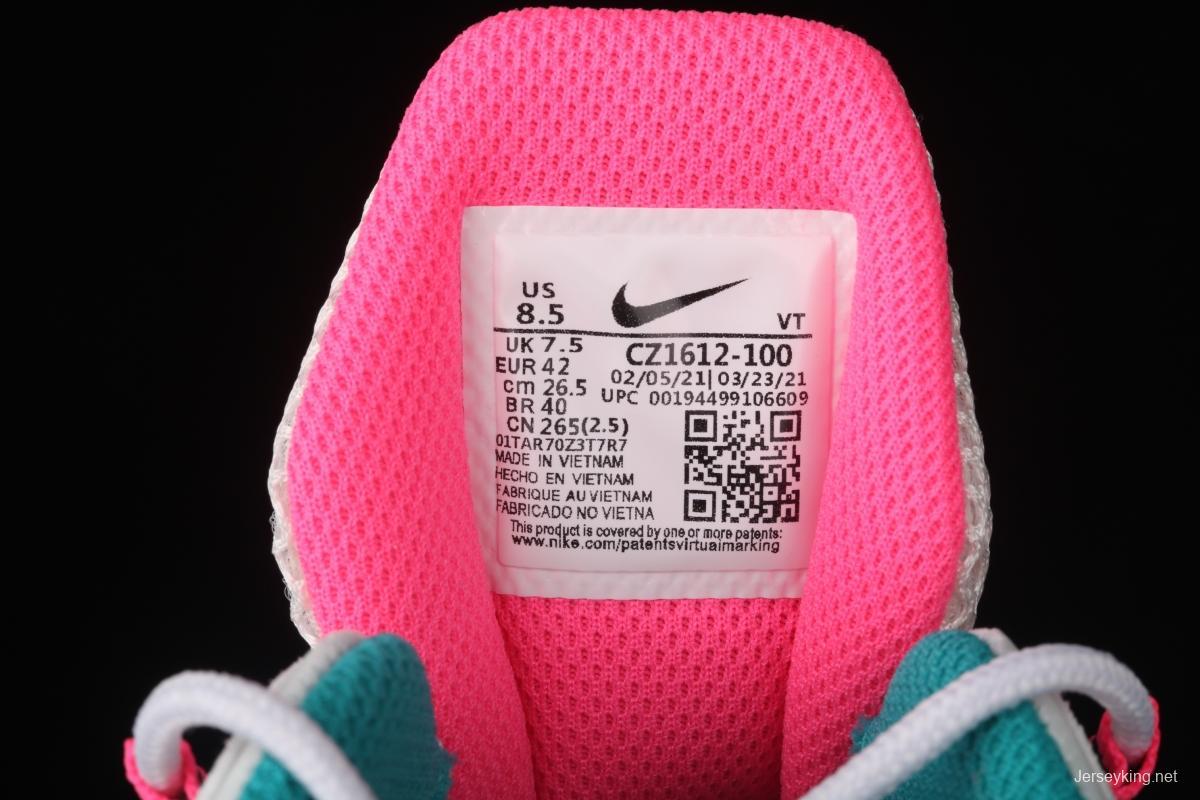 US
8.5
VT
UK 7.5
EUR 42
cm 26.5
BR 40
CN 265(2.5)
01TAR70Z3T7R7
MADE IN VIETNAM
HECHO EN VIETNAM
FABRIQUE AU VIETNAM
FABRICADO NO VIETNA
CZ1612-100
02/05/21| 03/23/21
UPC 00194499106609
This product is covered by one or more patents:
www.nike.com/patentsvirtuaimarking
Jerseyking.net